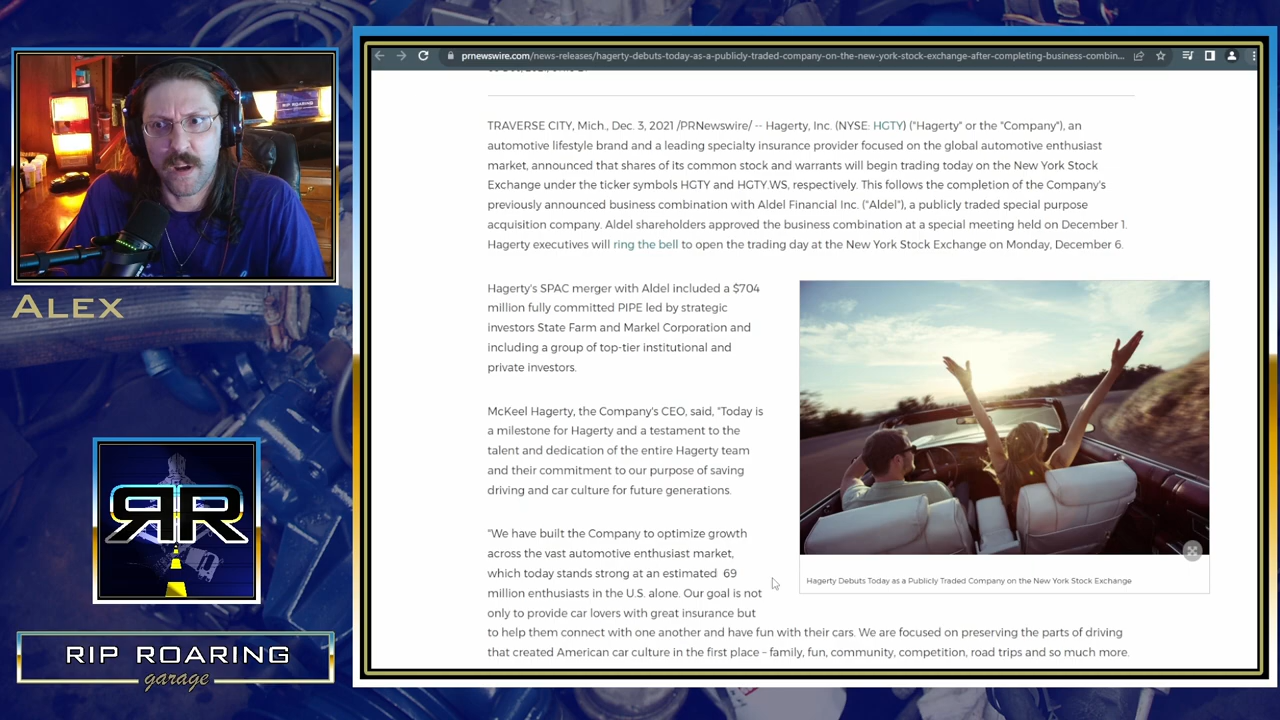 prnewswire.com/news-releases/hagerty-debuts-today-as-a-publicly-traded-company-on-the-new-york-stock-exchange-after-completing-business-combin...
TRAVERSE CITY, Mich., Dec. 3, 2021 /PRNewswire/ -- Hagerty, Inc. (NYSE: HGTY) ("Hagerty" or the "Company"), an
automotive lifestyle brand and a leading specialty insurance provider focused on the global automotive enthusiast
market, announced that shares of its common stock and warrants will begin trading today on the New York Stock
Exchange under the ticker symbols HGTY and HGTY.WS, respectively. This follows the completion of the Company's
previously announced business combination with Aldel Financial Inc. ("Aldel"), a publicly traded special purpose
acquisition company. Aldel shareholders approved the business combination at a special meeting held on December 1.
Hagerty executives will ring the bell to open the trading day at the New York Stock Exchange on Monday, December 6.
Hagerty's SPAC merger with Aldel included a $704
million fully committed PIPE led by strategic
investors State Farm and Markel Corporation and
including a group of top-tier institutional and
private investors.
McKeel Hagerty, the Company's CEO, said, "Today is
a milestone for Hagerty and a testament to the
talent and dedication of the entire Hagerty team
and their commitment to our purpose of saving
driving and car culture for future generations.
"We have built the Company to optimize growth
across the vast automotive enthusiast market,
which today stands strong at an estimated 69
million enthusiasts in the U.S. alone. Our goal is not
only to provide car lovers with great insurance but
to help them connect with one another and have fun with their cars. We are focused on preserving the parts of driving
that created American car culture in the first place – family, fun, community, competition, road trips and so much more.
Hagerty Debuts Today as a Publicly Traded Company on the New York Stock Exchange
ALEX
RR
RIP ROARING
garage
RIP ROARING